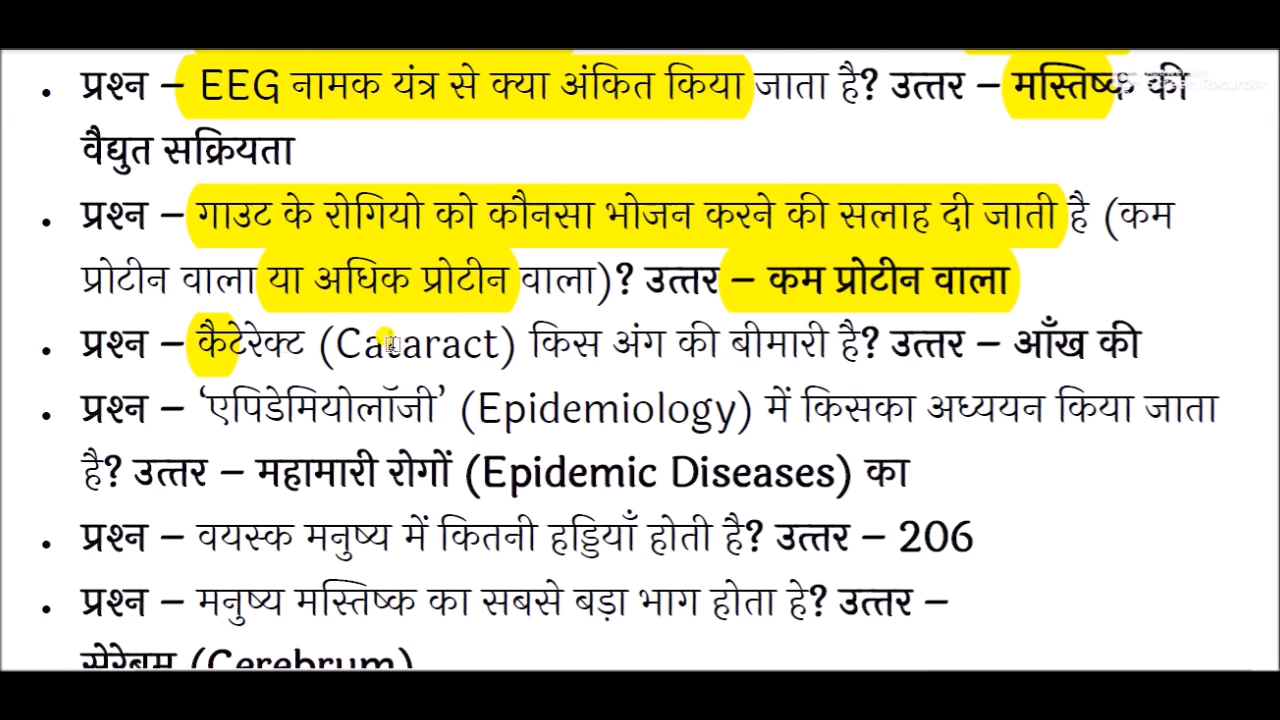 • प्रश्न – EEG नामक यंत्र से क्या अंकित किया जाता है? उत्तर – मस्तिष्क की
वैद्युत सक्रियता
• प्रश्न – गाउट के रोगियो को कौनसा भोजन करने की सलाह दी जाती है (कम
प्रोटीन वाला या अधिक प्रोटीन वाला)? उत्तर – कम प्रोटीन वाला
• प्रश्न – कैटेरेक्ट (Cataract) किस अंग की बीमारी है? उत्तर – आँख की
• प्रश्न – ‘एपिडेमियोलॉजी’ (Epidemiology) में किसका अध्ययन किया जाता
है? उत्तर – महामारी रोगों (Epidemic Diseases) का
• प्रश्न – वयस्क मनुष्य में कितनी हड्डियाँ होती है? उत्तर – 206
• प्रश्न – मनुष्य मस्तिष्क का सबसे बड़ा भाग होता हे? उत्तर –
सेरेब्रम (Cerebrum)